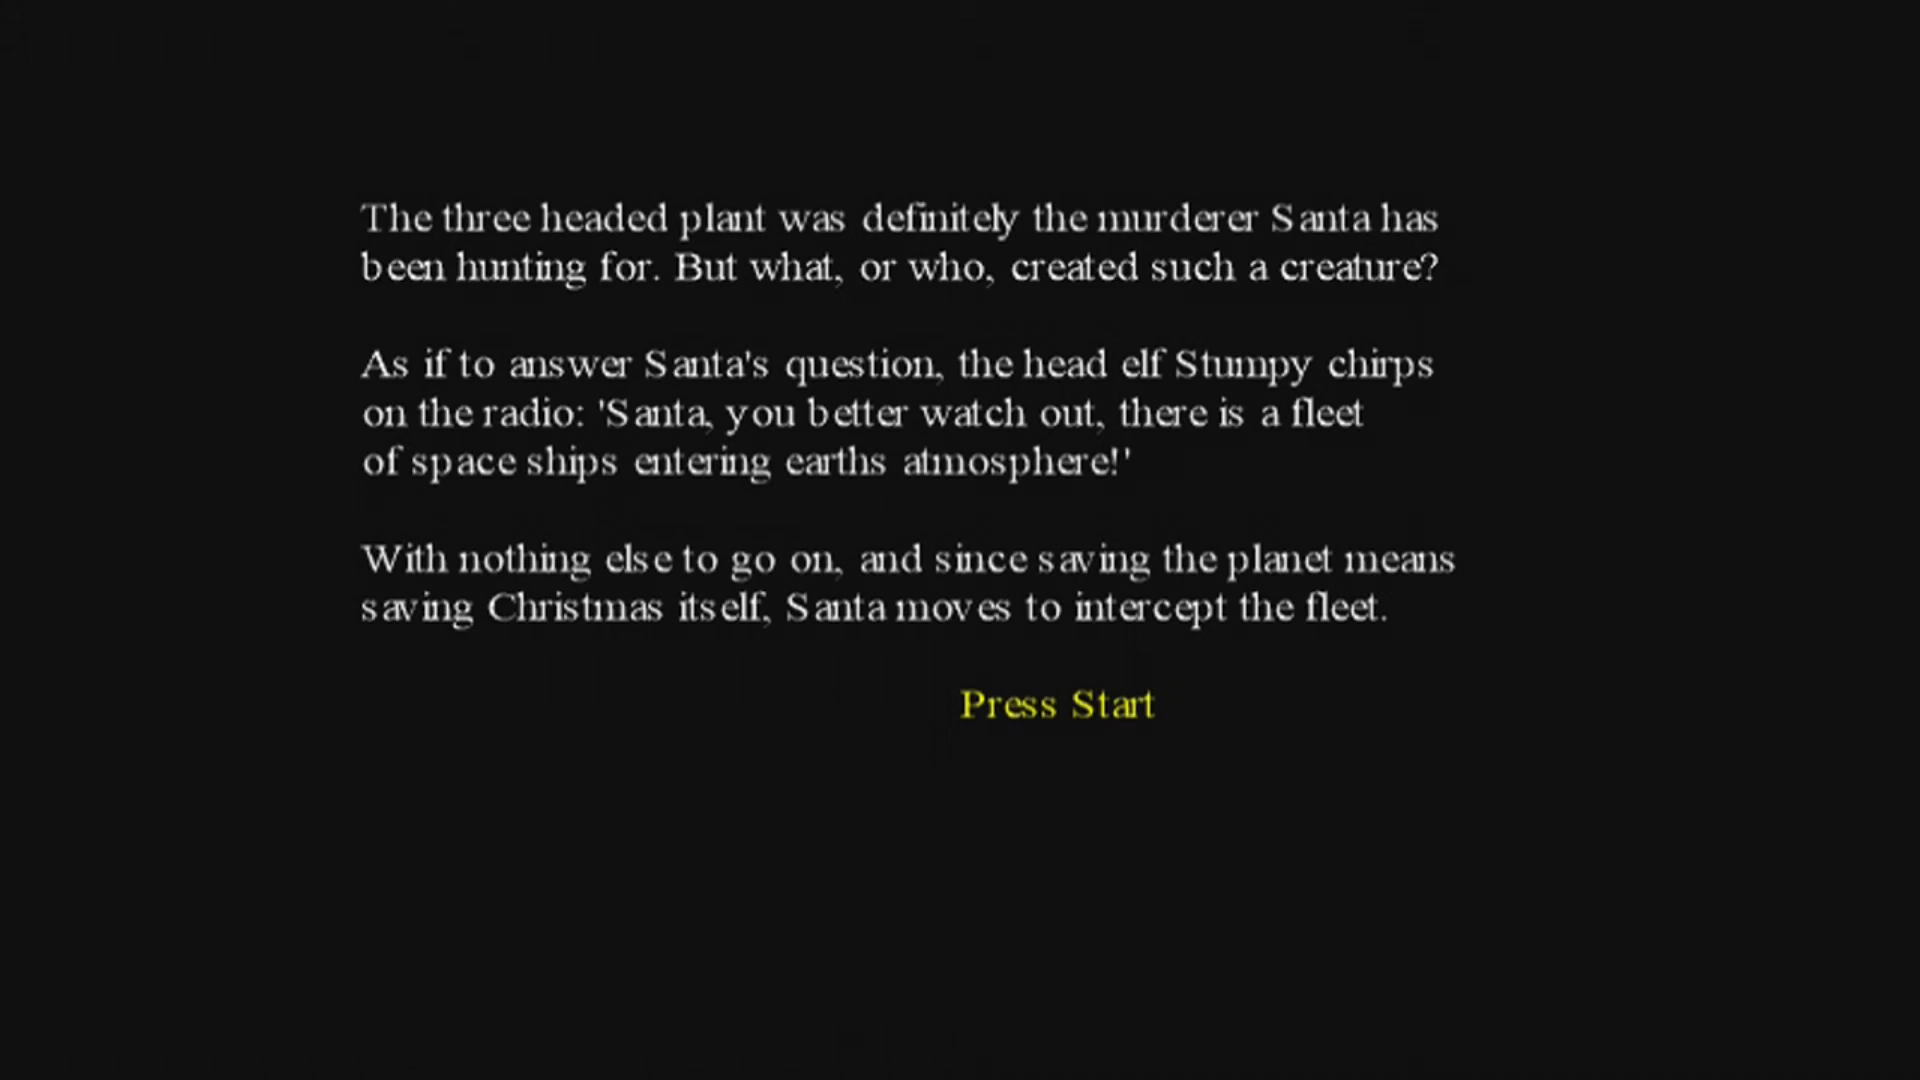 The three headed plant was definitely the murderer Santa has
been hunting for. But what, or who, created such a creature?
As if to answer Santa's question, the head elf Stumpy chirps
on the radio: 'Santa, you better watch out, there is a fleet
of space ships entering earths atmosphere!'
With nothing else to go on, and since saving the planet means
saving Christmas itself, Santa moves to intercept the fleet.
Press Start